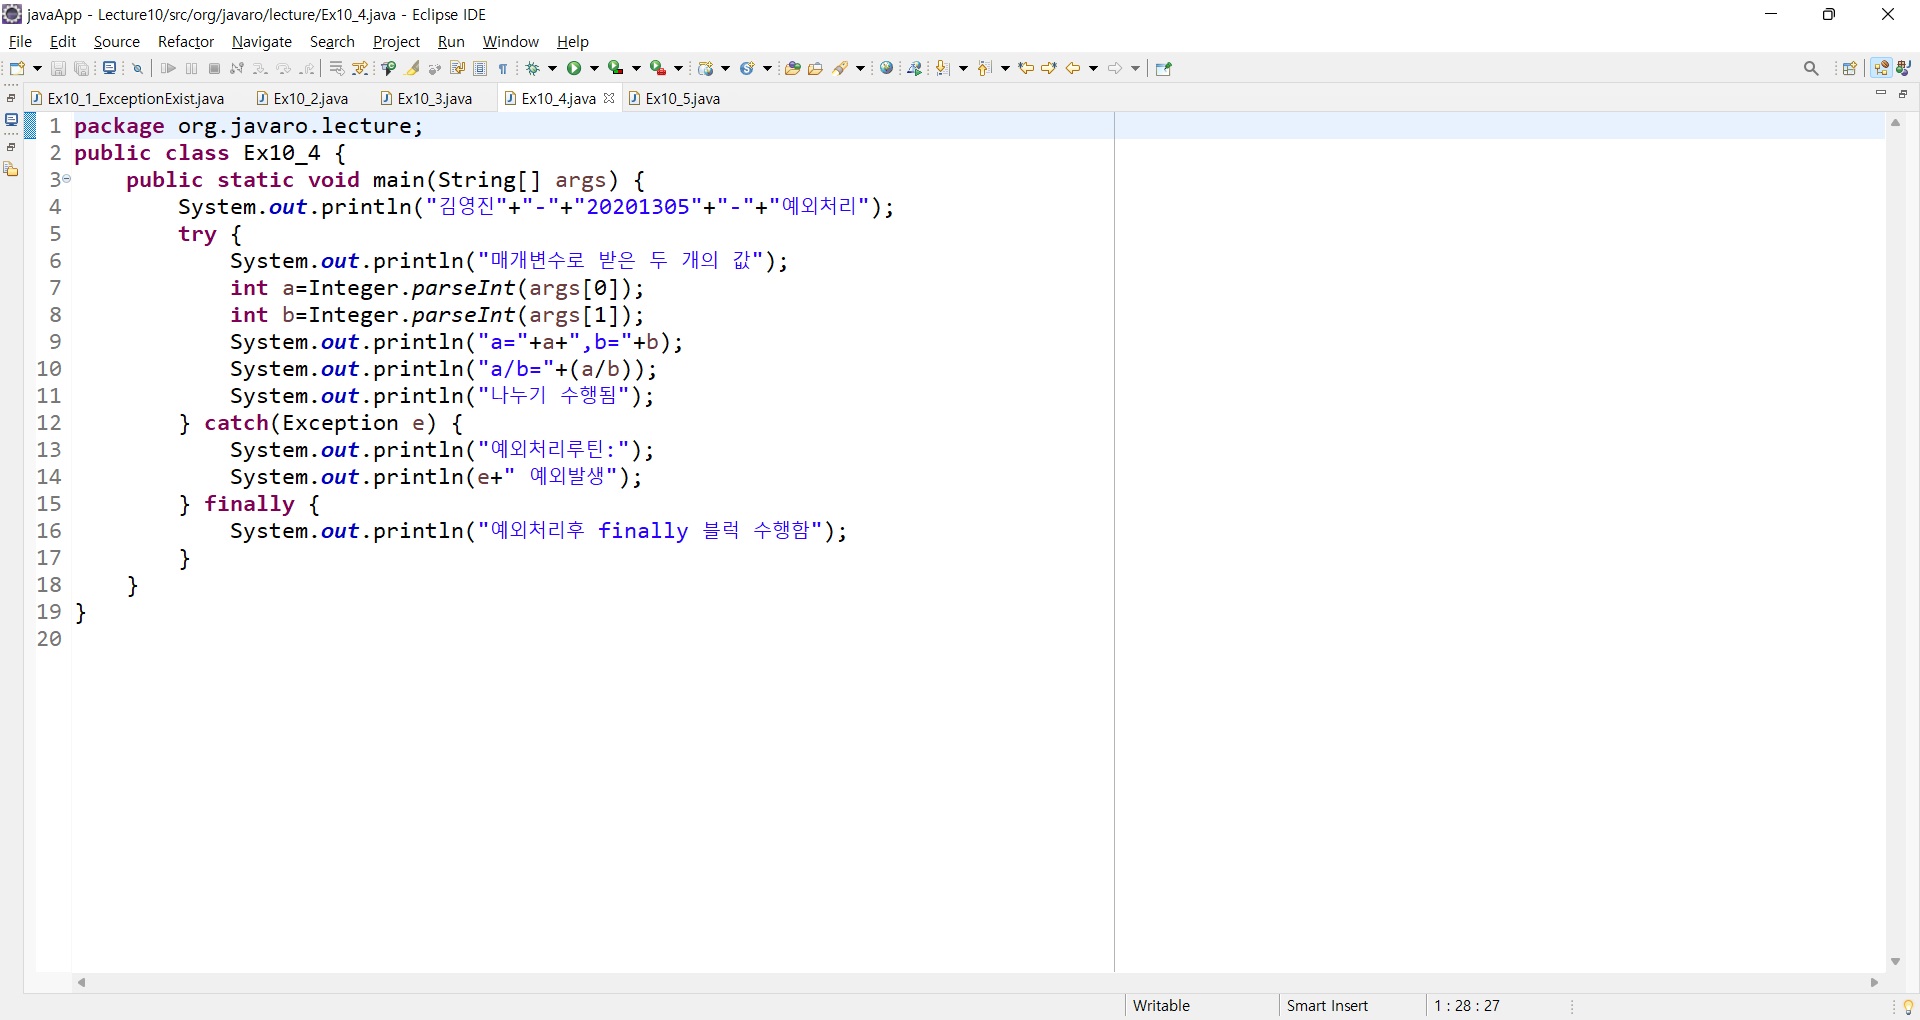 javaApp - Lecture10/src/org/javaro/lecture/Ex10_4.java - Eclipse IDE
File Edit Source Refactor Navigate Search Project Run Window Help
Ex10_1_ExceptionExist.java Ex10_2.java Ex10_3.java Ex10_4.java Ex10_5.java
1 package org.javaro.lecture;
2 public class Ex10_4 {
3     public static void main(String[] args) {
4         System.out.println("김영진"+"-"+"20201305"+"-"+"예외처리");
5         try {
6             System.out.println("매개변수로 받은 두 개의 값");
7             int a=Integer.parseInt(args[0]);
8             int b=Integer.parseInt(args[1]);
9             System.out.println("a="+a+",b="+b);
10             System.out.println("a/b="+(a/b));
11             System.out.println("나누기 수행됨");
12         } catch(Exception e) {
13             System.out.println("예외처리루틴:");
14             System.out.println(e+" 예외발생");
15         } finally {
16             System.out.println("예외처리후 finally 블럭 수행함");
17         }
18     }
19 }
20
Writable Smart Insert 1 : 28 : 27